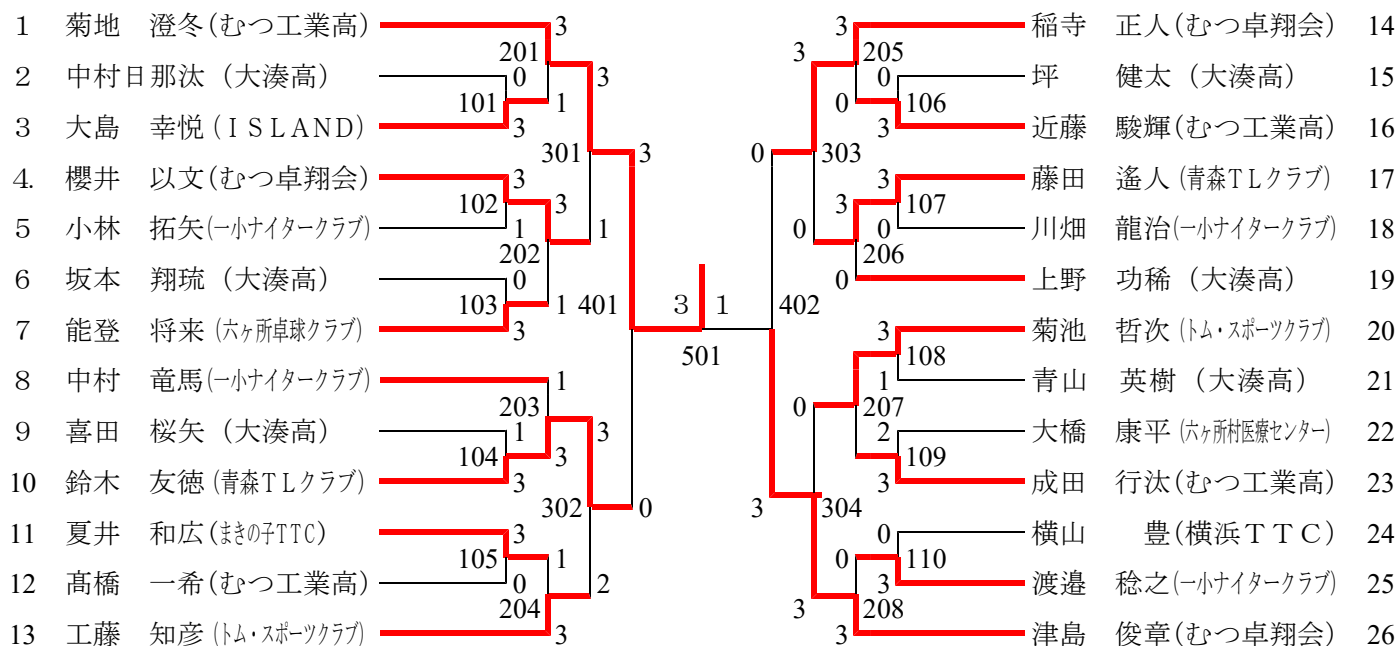 1 菊地 澄冬(むつ工業高)
2 中村日那汰 (大湊高)
3 大島 幸悦(ＩＳＬＡＮＤ)
4. 櫻井 以文(むつ卓翔会)
5 小林 拓矢(一小ナイタークラブ)
6 坂本 翔琉 (大湊高)
7 能登 将来(六ヶ所卓球クラブ)
8 中村 竜馬(一小ナイタークラブ)
9 喜田 桜矢 (大湊高)
10 鈴木 友徳(青森ＴＬクラブ)
11 夏井 和広(まきの子TTC)
12 髙橋 一希(むつ工業高)
13 工藤 知彦(トム・スポーツクラブ)
3
201
0
3
101
1
3
301
3
3
102
3
1
1
202
0
103
1
401
3
1
203
1
3
104
3
3
302
0
3
105
1
0
2
204
3
3 1
501
3
3
205
0
0
106
3
0
303
3
3
107
0
0
206
0
402
3
108
1
0
207
2
109
3
3
304
0
0
110
3
3
208
3
稲寺 正人(むつ卓翔会) 14
坪 健太 (大湊高) 15
近藤 駿輝(むつ工業高) 16
藤田 遙人(青森ＴＬクラブ) 17
川畑 龍治(一小ナイタークラブ) 18
上野 功稀 (大湊高) 19
菊池 哲次(トム・スポーツクラブ) 20
青山 英樹 (大湊高) 21
大橋 康平(六ヶ所村医療センター) 22
成田 行汰(むつ工業高) 23
横山 豊(横浜ＴＴＣ) 24
渡邉 稔之(一小ナイタークラブ) 25
津島 俊章(むつ卓翔会) 26